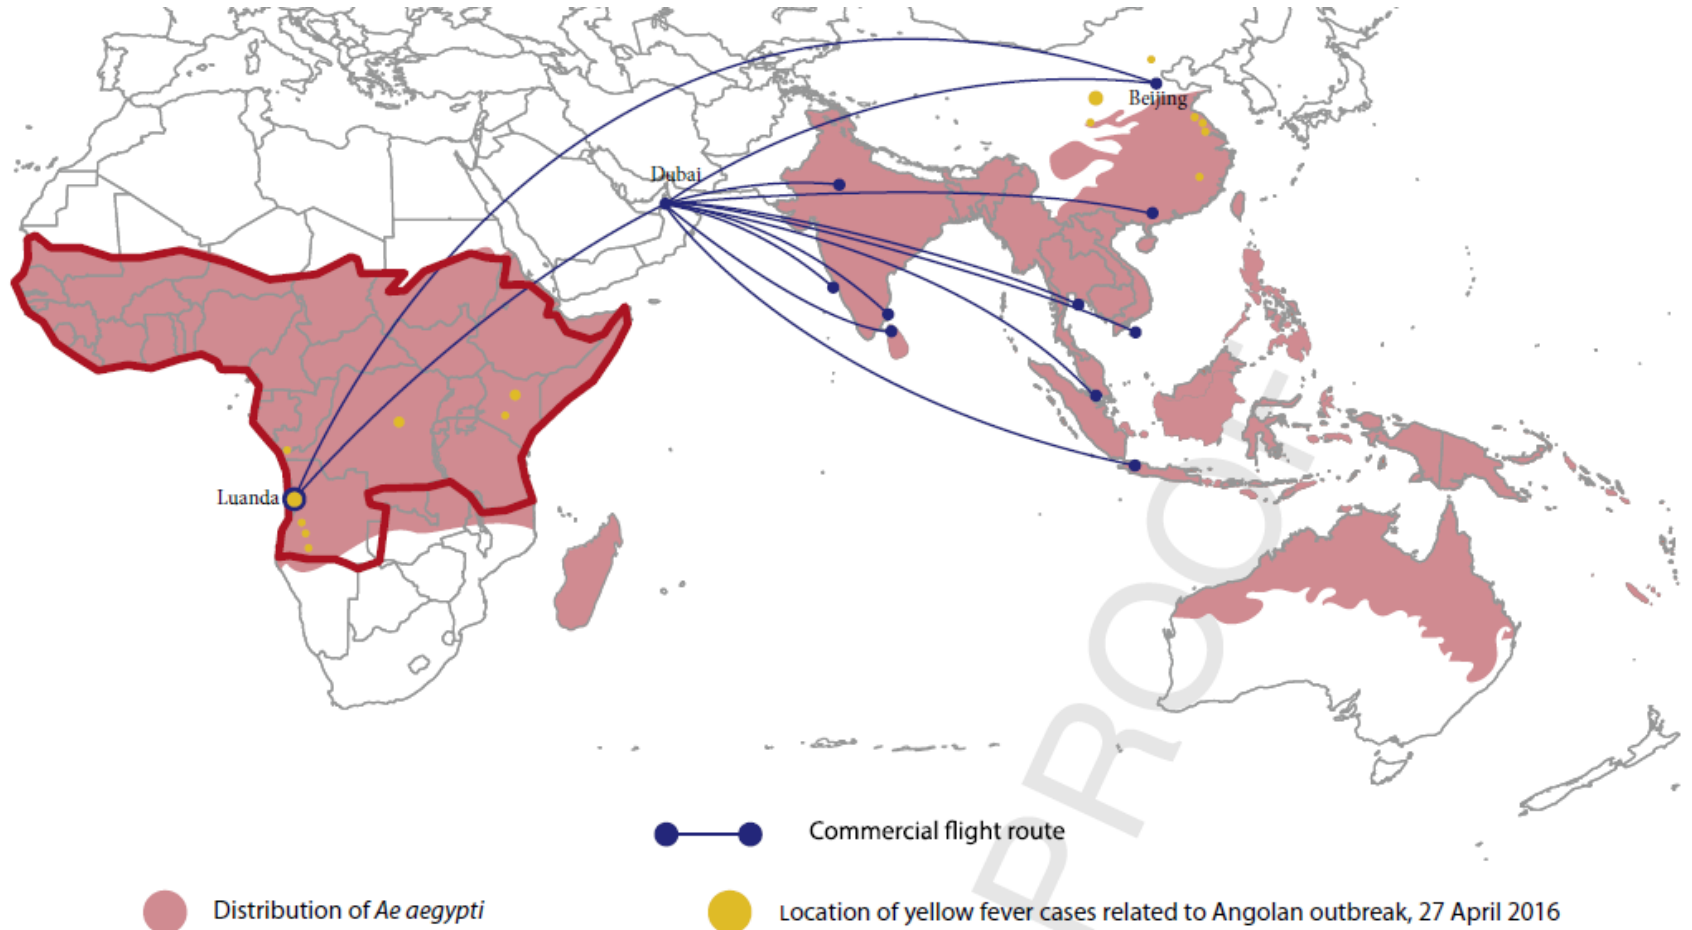 Beijing
Dubai
Luanda
PROOF
Commercial flight route
Distribution of Ae aegypti
Location of yellow fever cases related to Angolan outbreak, 27 April 2016